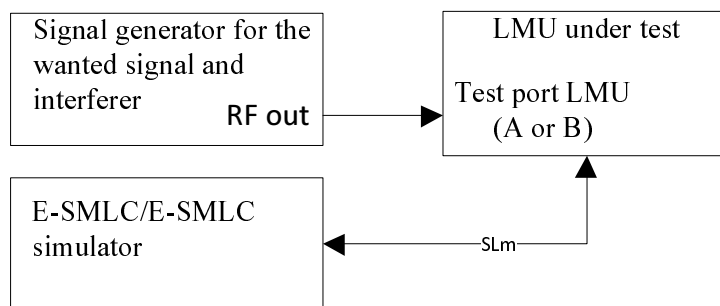 Signal generator for the
wanted signal and
interferer
RF out
LMU under test
Test port LMU
(A or B)
E-SMLC/E-SMLC
simulator
SLm